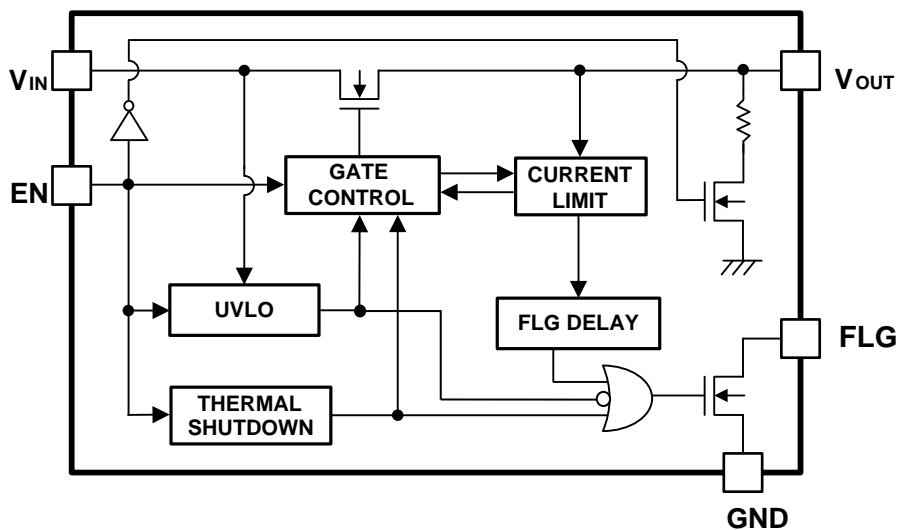 VIN
VOUT
EN
GATE
CONTROL
CURRENT
LIMIT
UVLO
FLG DELAY
FLG
THERMAL
SHUTDOWN
GND